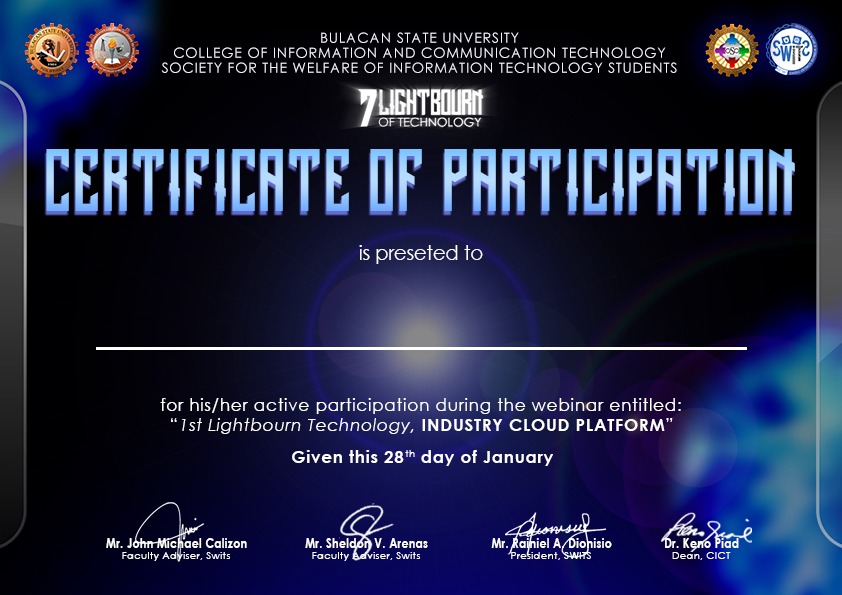 BULACAN STATE UNIVERSITY
COLLEGE OF INFORMATION AND COMMUNICATION TECHNOLOGY
SOCIETY FOR THE WELFARE OF INFORMATION TECHNOLOGY STUDENTS
7 LIGHTBOURN
OF TECHNOLOGY
CERTIFICATE OF PARTICIPATION
is preseted to
for his/her active participation during the webinar entitled:
“1st Lightbourn Technology, INDUSTRY CLOUD PLATFORM”
Given this 28th day of January
Mr. John Michael Calizon
Faculty Adviser, Swits
Mr. Sheldon V. Arenas
Faculty Adviser, Swits
Mr. Rainiel A. Dionisio
President, SWITS
Dr. Keno Piad
Dean, CICT